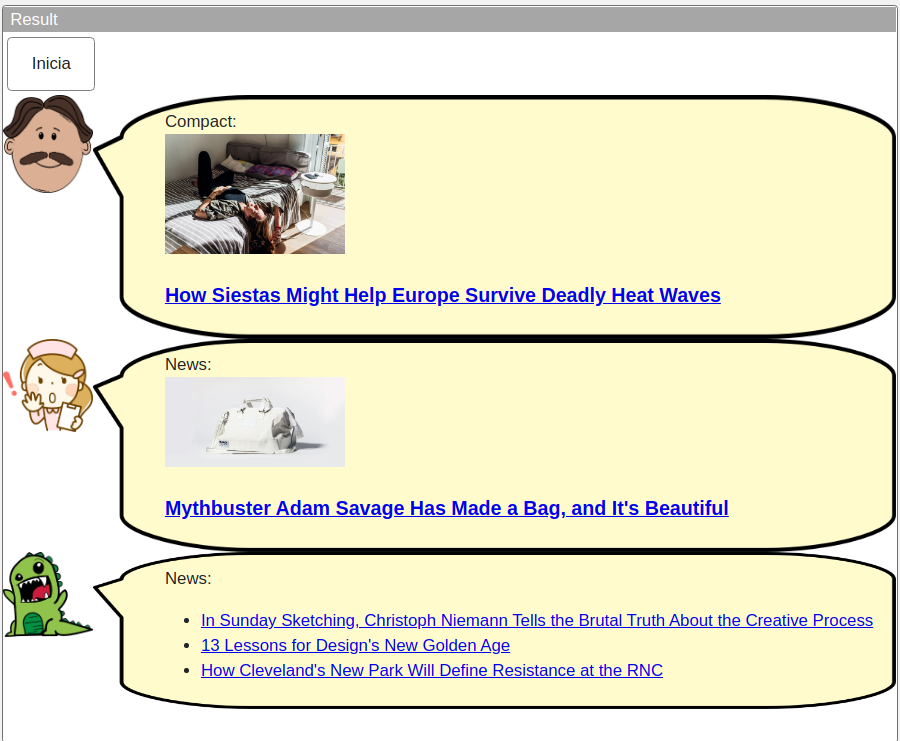 Result
Inicia
Compact:
How Siestas Might Help Europe Survive Deadly Heat Waves
News:
Mythbuster Adam Savage Has Made a Bag, and It's Beautiful
News:
In Sunday Sketching, Christoph Niemann Tells the Brutal Truth About the Creative Process
13 Lessons for Design's New Golden Age
How Cleveland's New Park Will Define Resistance at the RNC